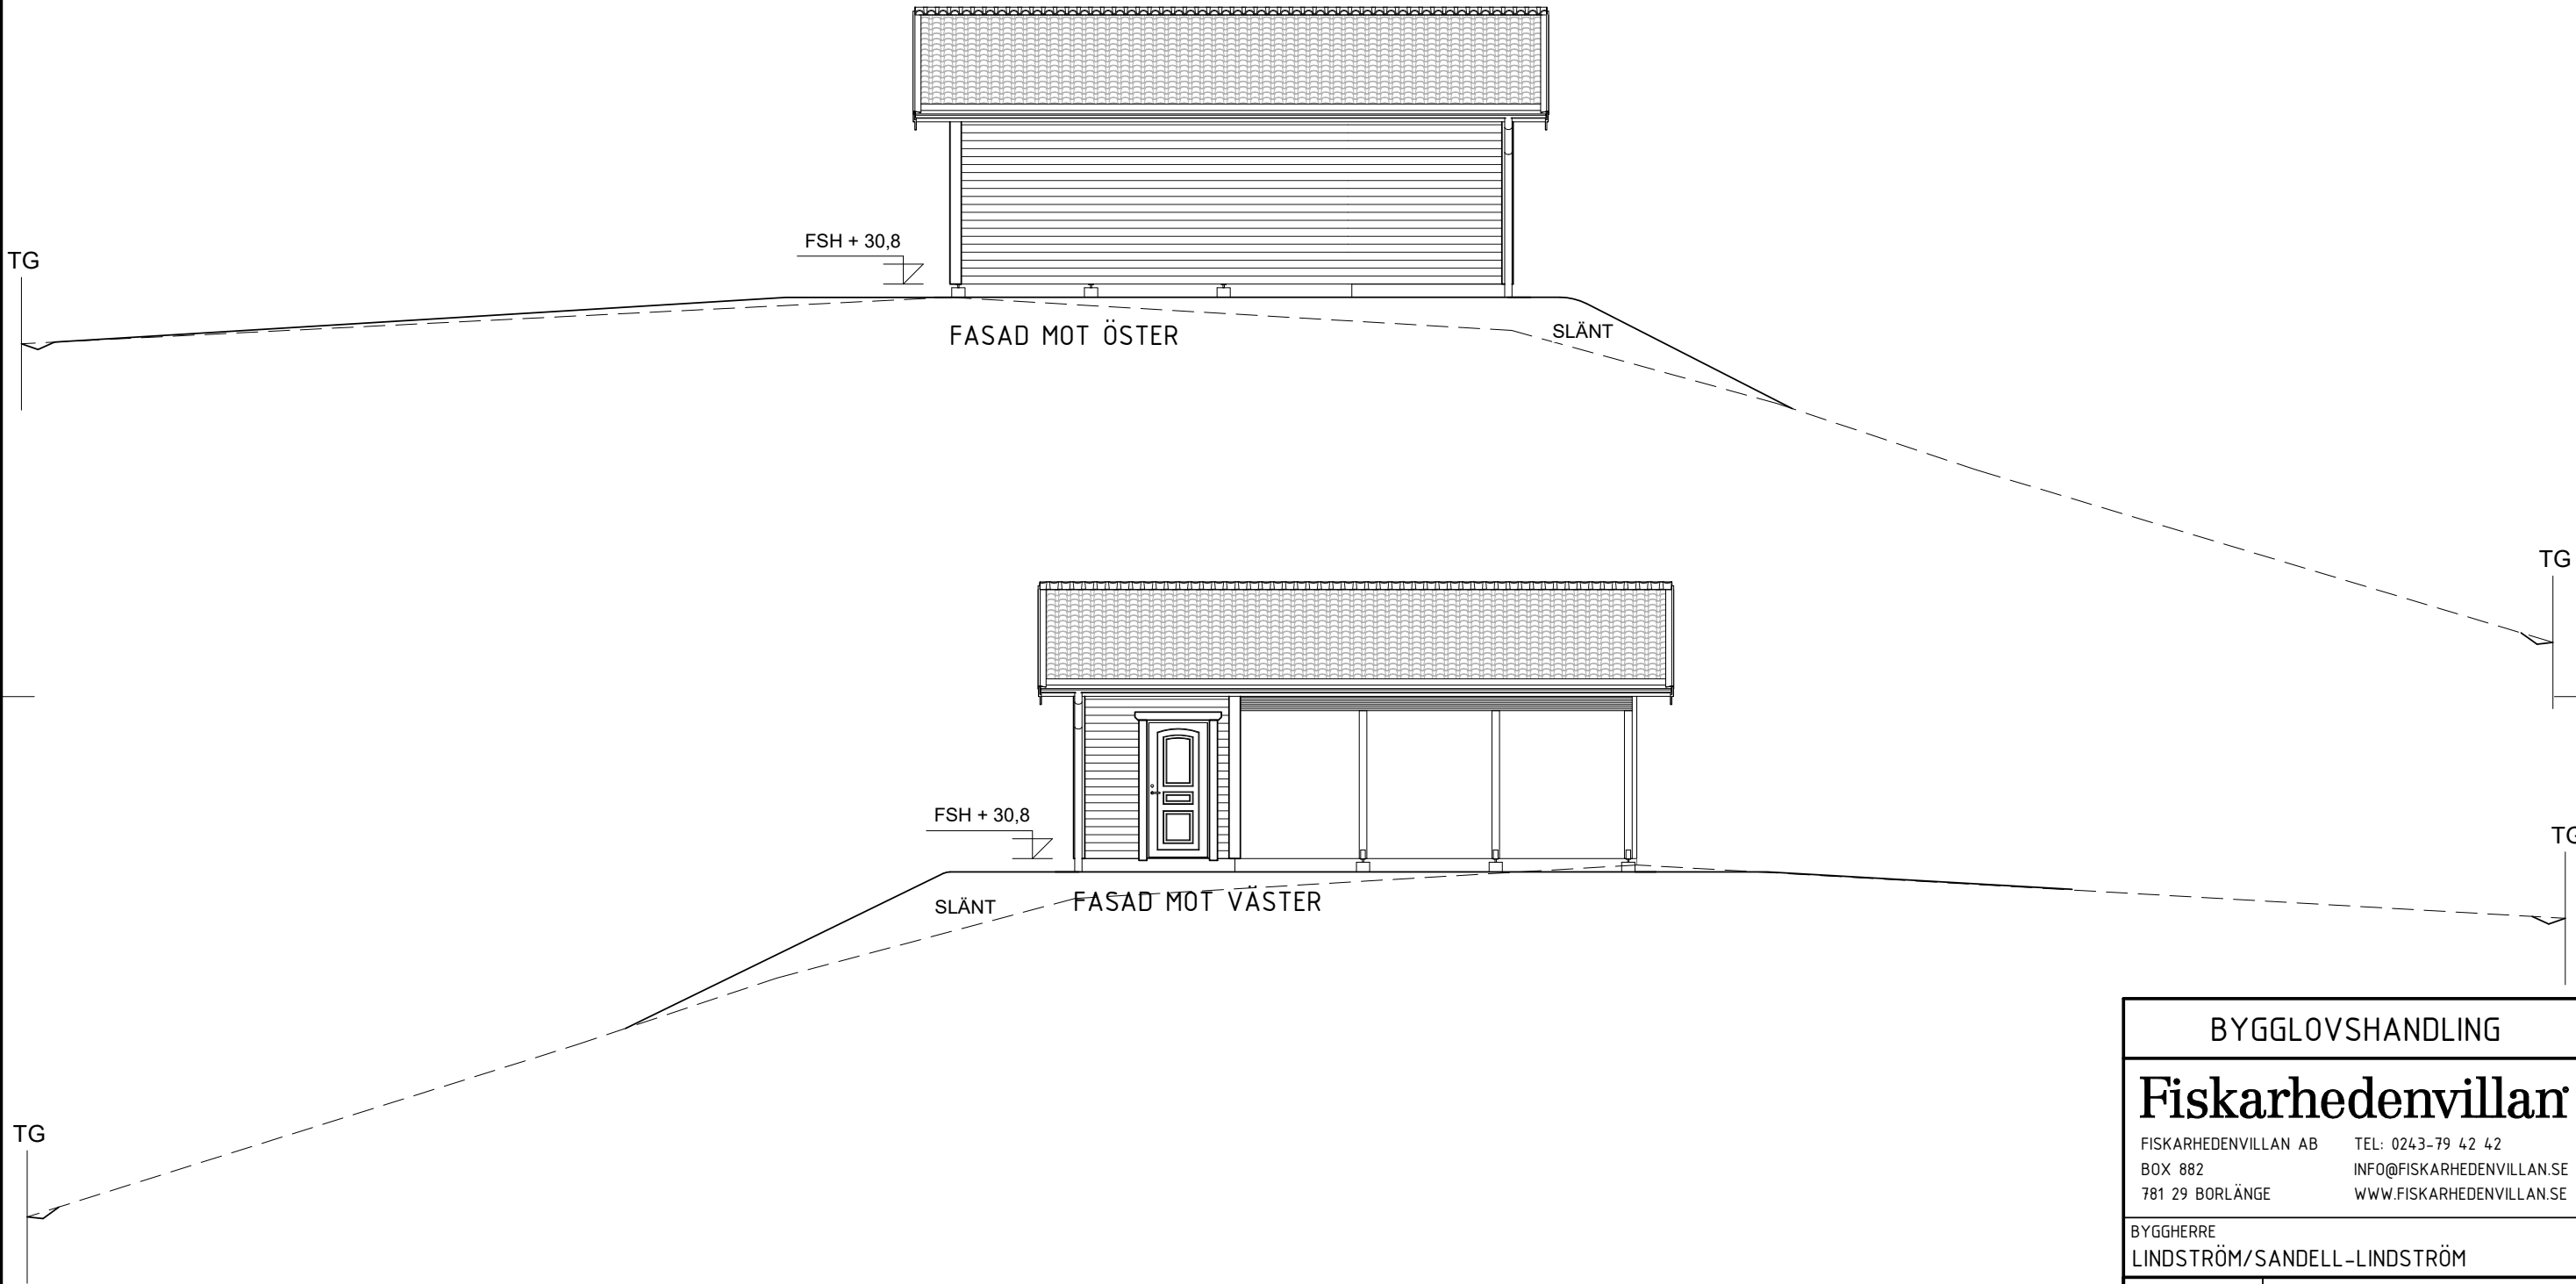 TG
FSH + 30,8
FASAD MOT ÖSTER
SLÄNT
TG
FSH + 30,8
SLÄNT
FASAD MOT VÄSTER
TG
TG
BYGGLOVSHANDLING
Fiskarhedenvillan
FISKARHEDENVILLAN AB TEL: 0243-79 42 42
BOX 882 INFO@FISKARHEDENVILLAN.SE
781 29 BORLÄNGE WWW.FISKARHEDENVILLAN.SE
BYGGHERRE
LINDSTRÖM/SANDELL-LINDSTRÖM